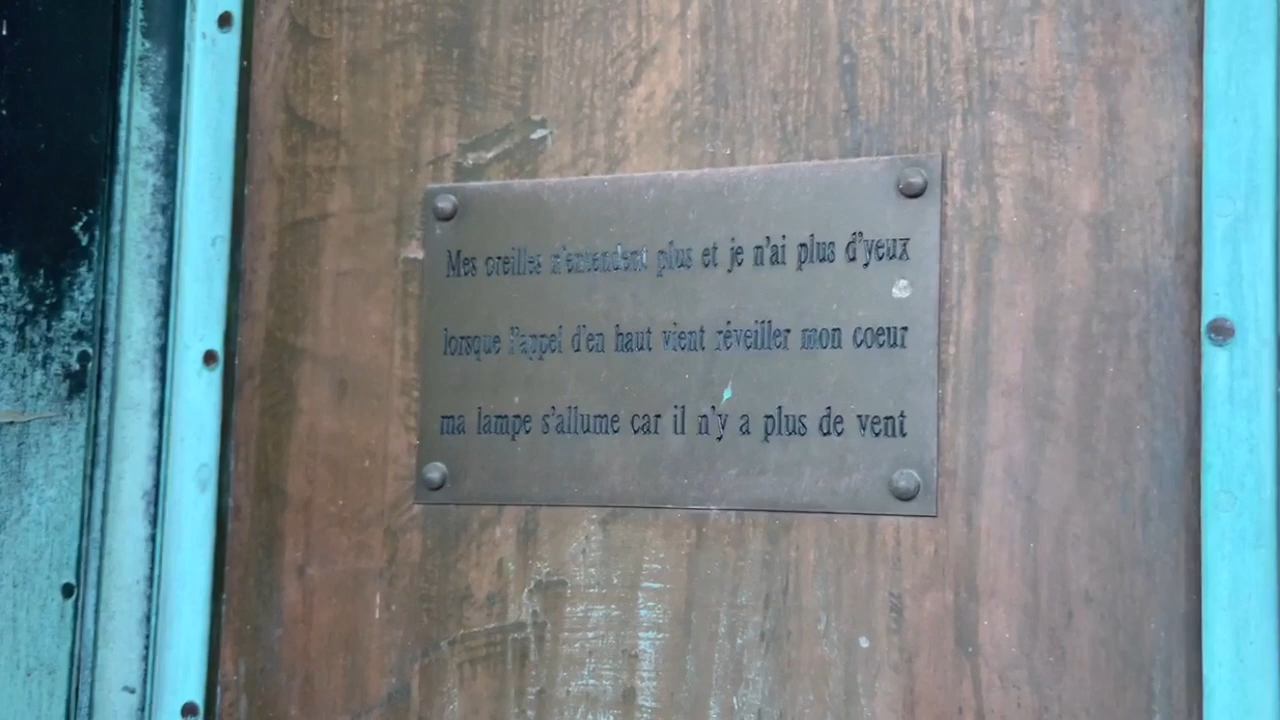 Mes oreilles n'entendent plus et je n'ai plus d'yeux
lorsque l'appel d'en haut vient réveiller mon coeur
ma lampe s'allume car il n'y a plus de vent